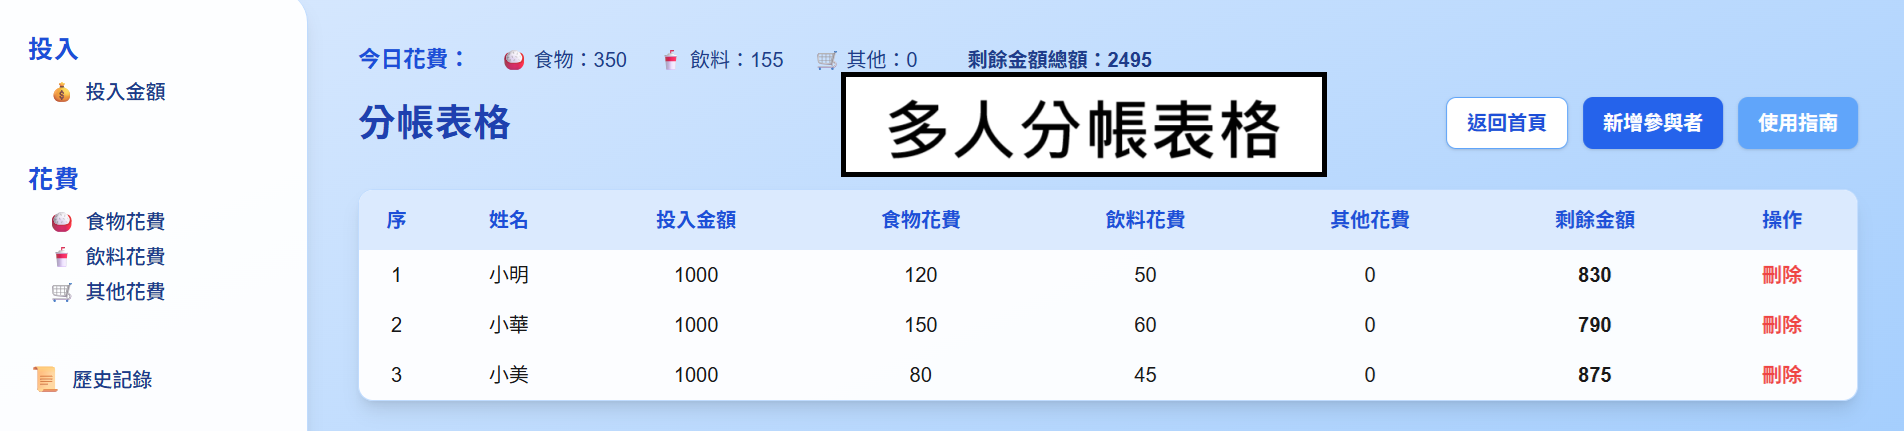 投入
投入金額
花費
食物花費
飲料花費
其他花費
歷史記錄
今日花費： 食物：350 飲料：155 其他：0 剩餘金額總額：2495
分帳表格
多人分帳表格
返回首頁 新增參與者 使用指南
序 姓名 投入金額 食物花費 飲料花費 其他花費 剩餘金額 操作
1 小明 1000 120 50 0 830 刪除
2 小華 1000 150 60 0 790 刪除
3 小美 1000 80 45 0 875 刪除